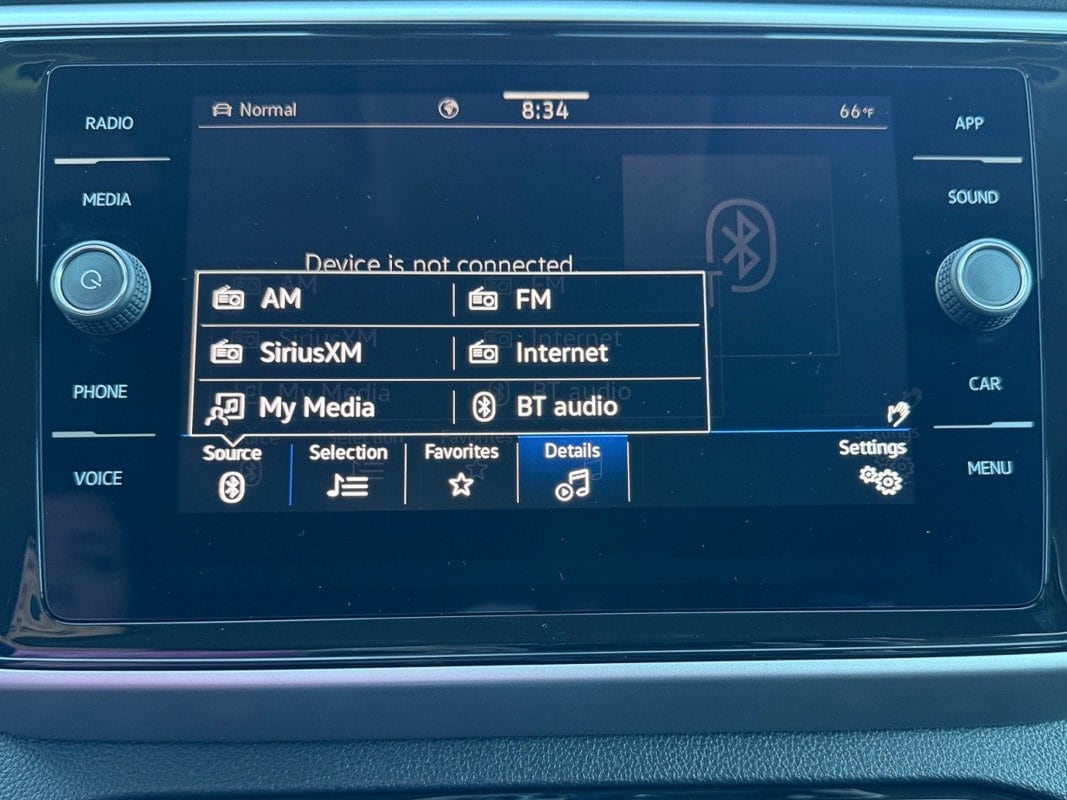 RADIO
MEDIA
PHONE
VOICE
Normal
8:34
66°F
Device is not connected.
AM FM
SiriusXM Internet
My Media BT audio
Source Selection Favorites Details Settings
APP
SOUND
CAR
MENU